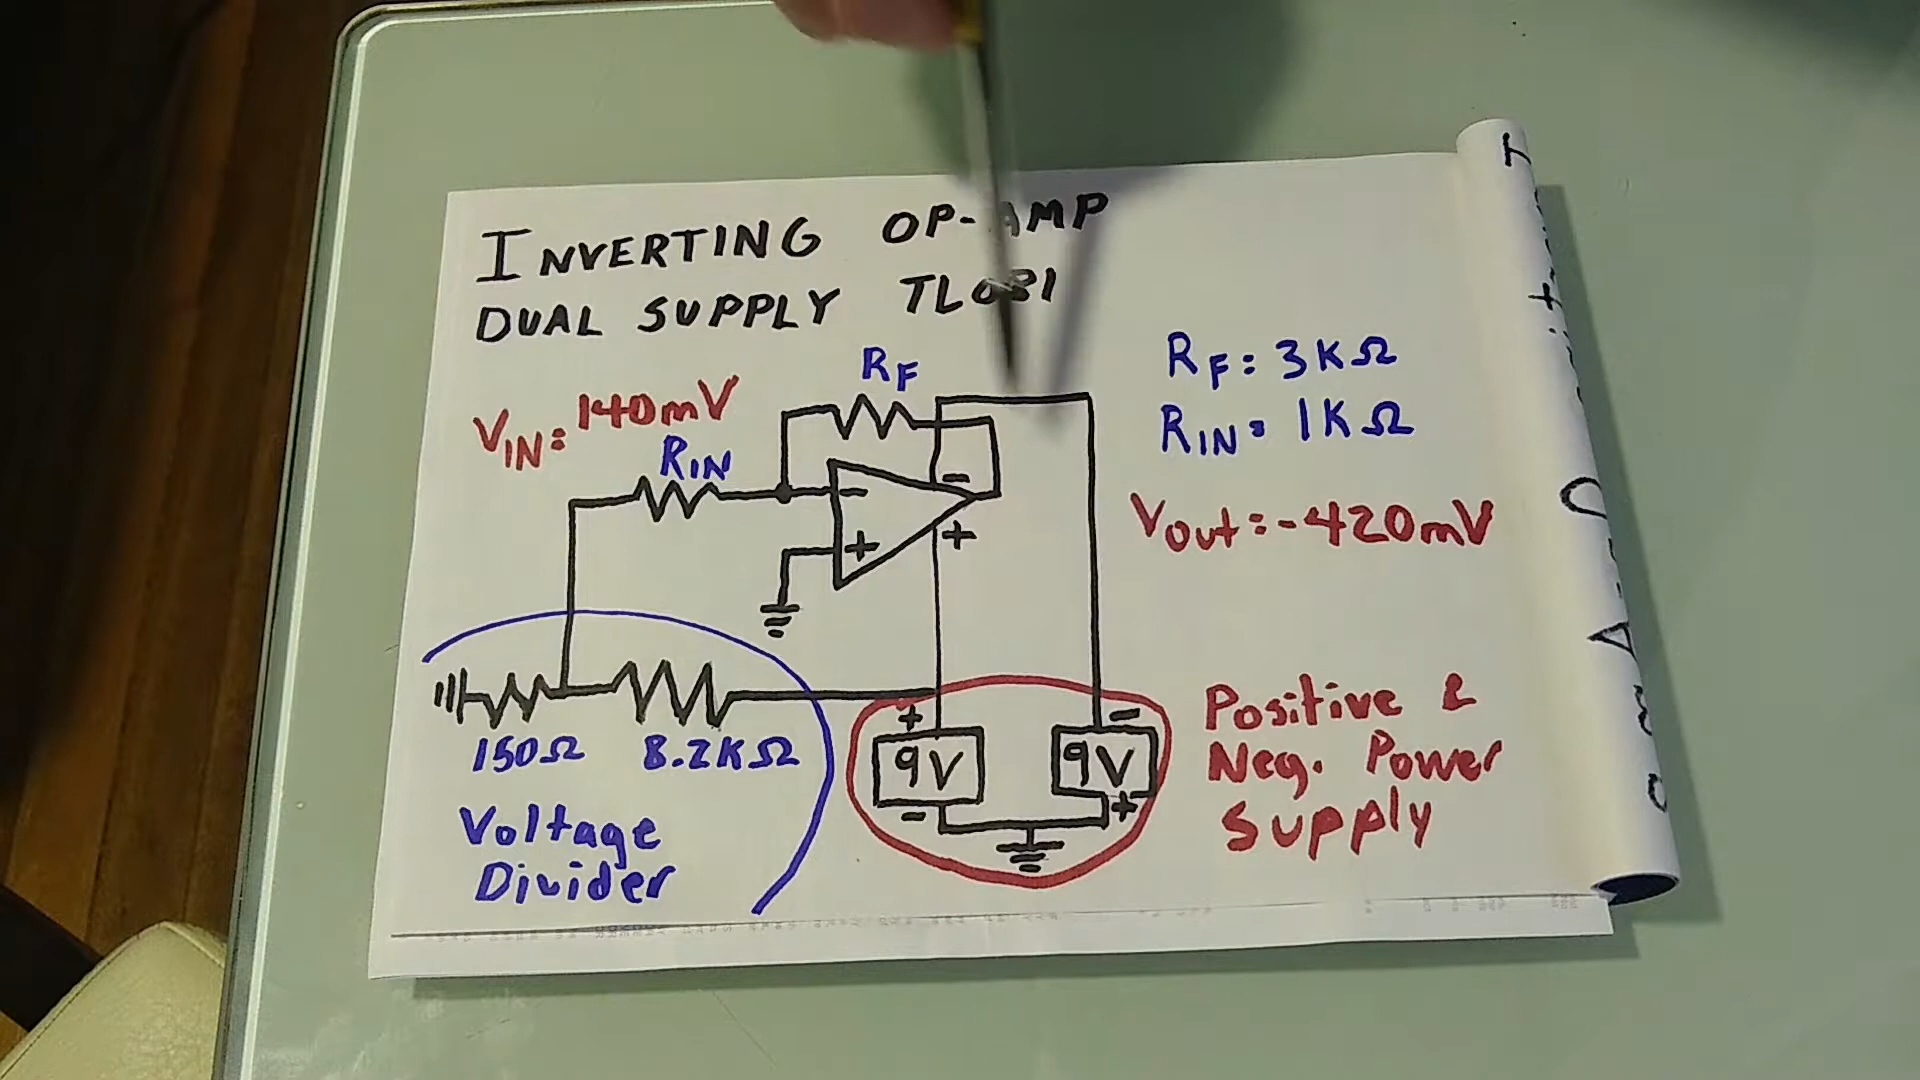 INVERTING OP-AMP
DUAL SUPPLY TL081
RF
VIN: 140mV
RIN
RF: 3KΩ
RIN: 1KΩ
- -
+ +
VOut: -420mV
+ -
9V 9V
- +
150Ω 8.2KΩ
Voltage
Divider
Positive &
Neg. Power
Supply